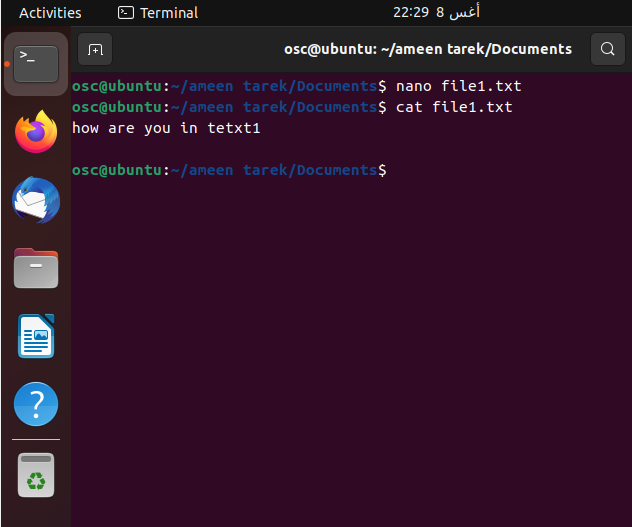 Activities Terminal 22:29 8 أغس
osc@ubuntu: ~/ameen tarek/Documents
osc@ubuntu:~/ameen tarek/Documents$ nano file1.txt
osc@ubuntu:~/ameen tarek/Documents$ cat file1.txt
how are you in tetxt1
osc@ubuntu:~/ameen tarek/Documents$